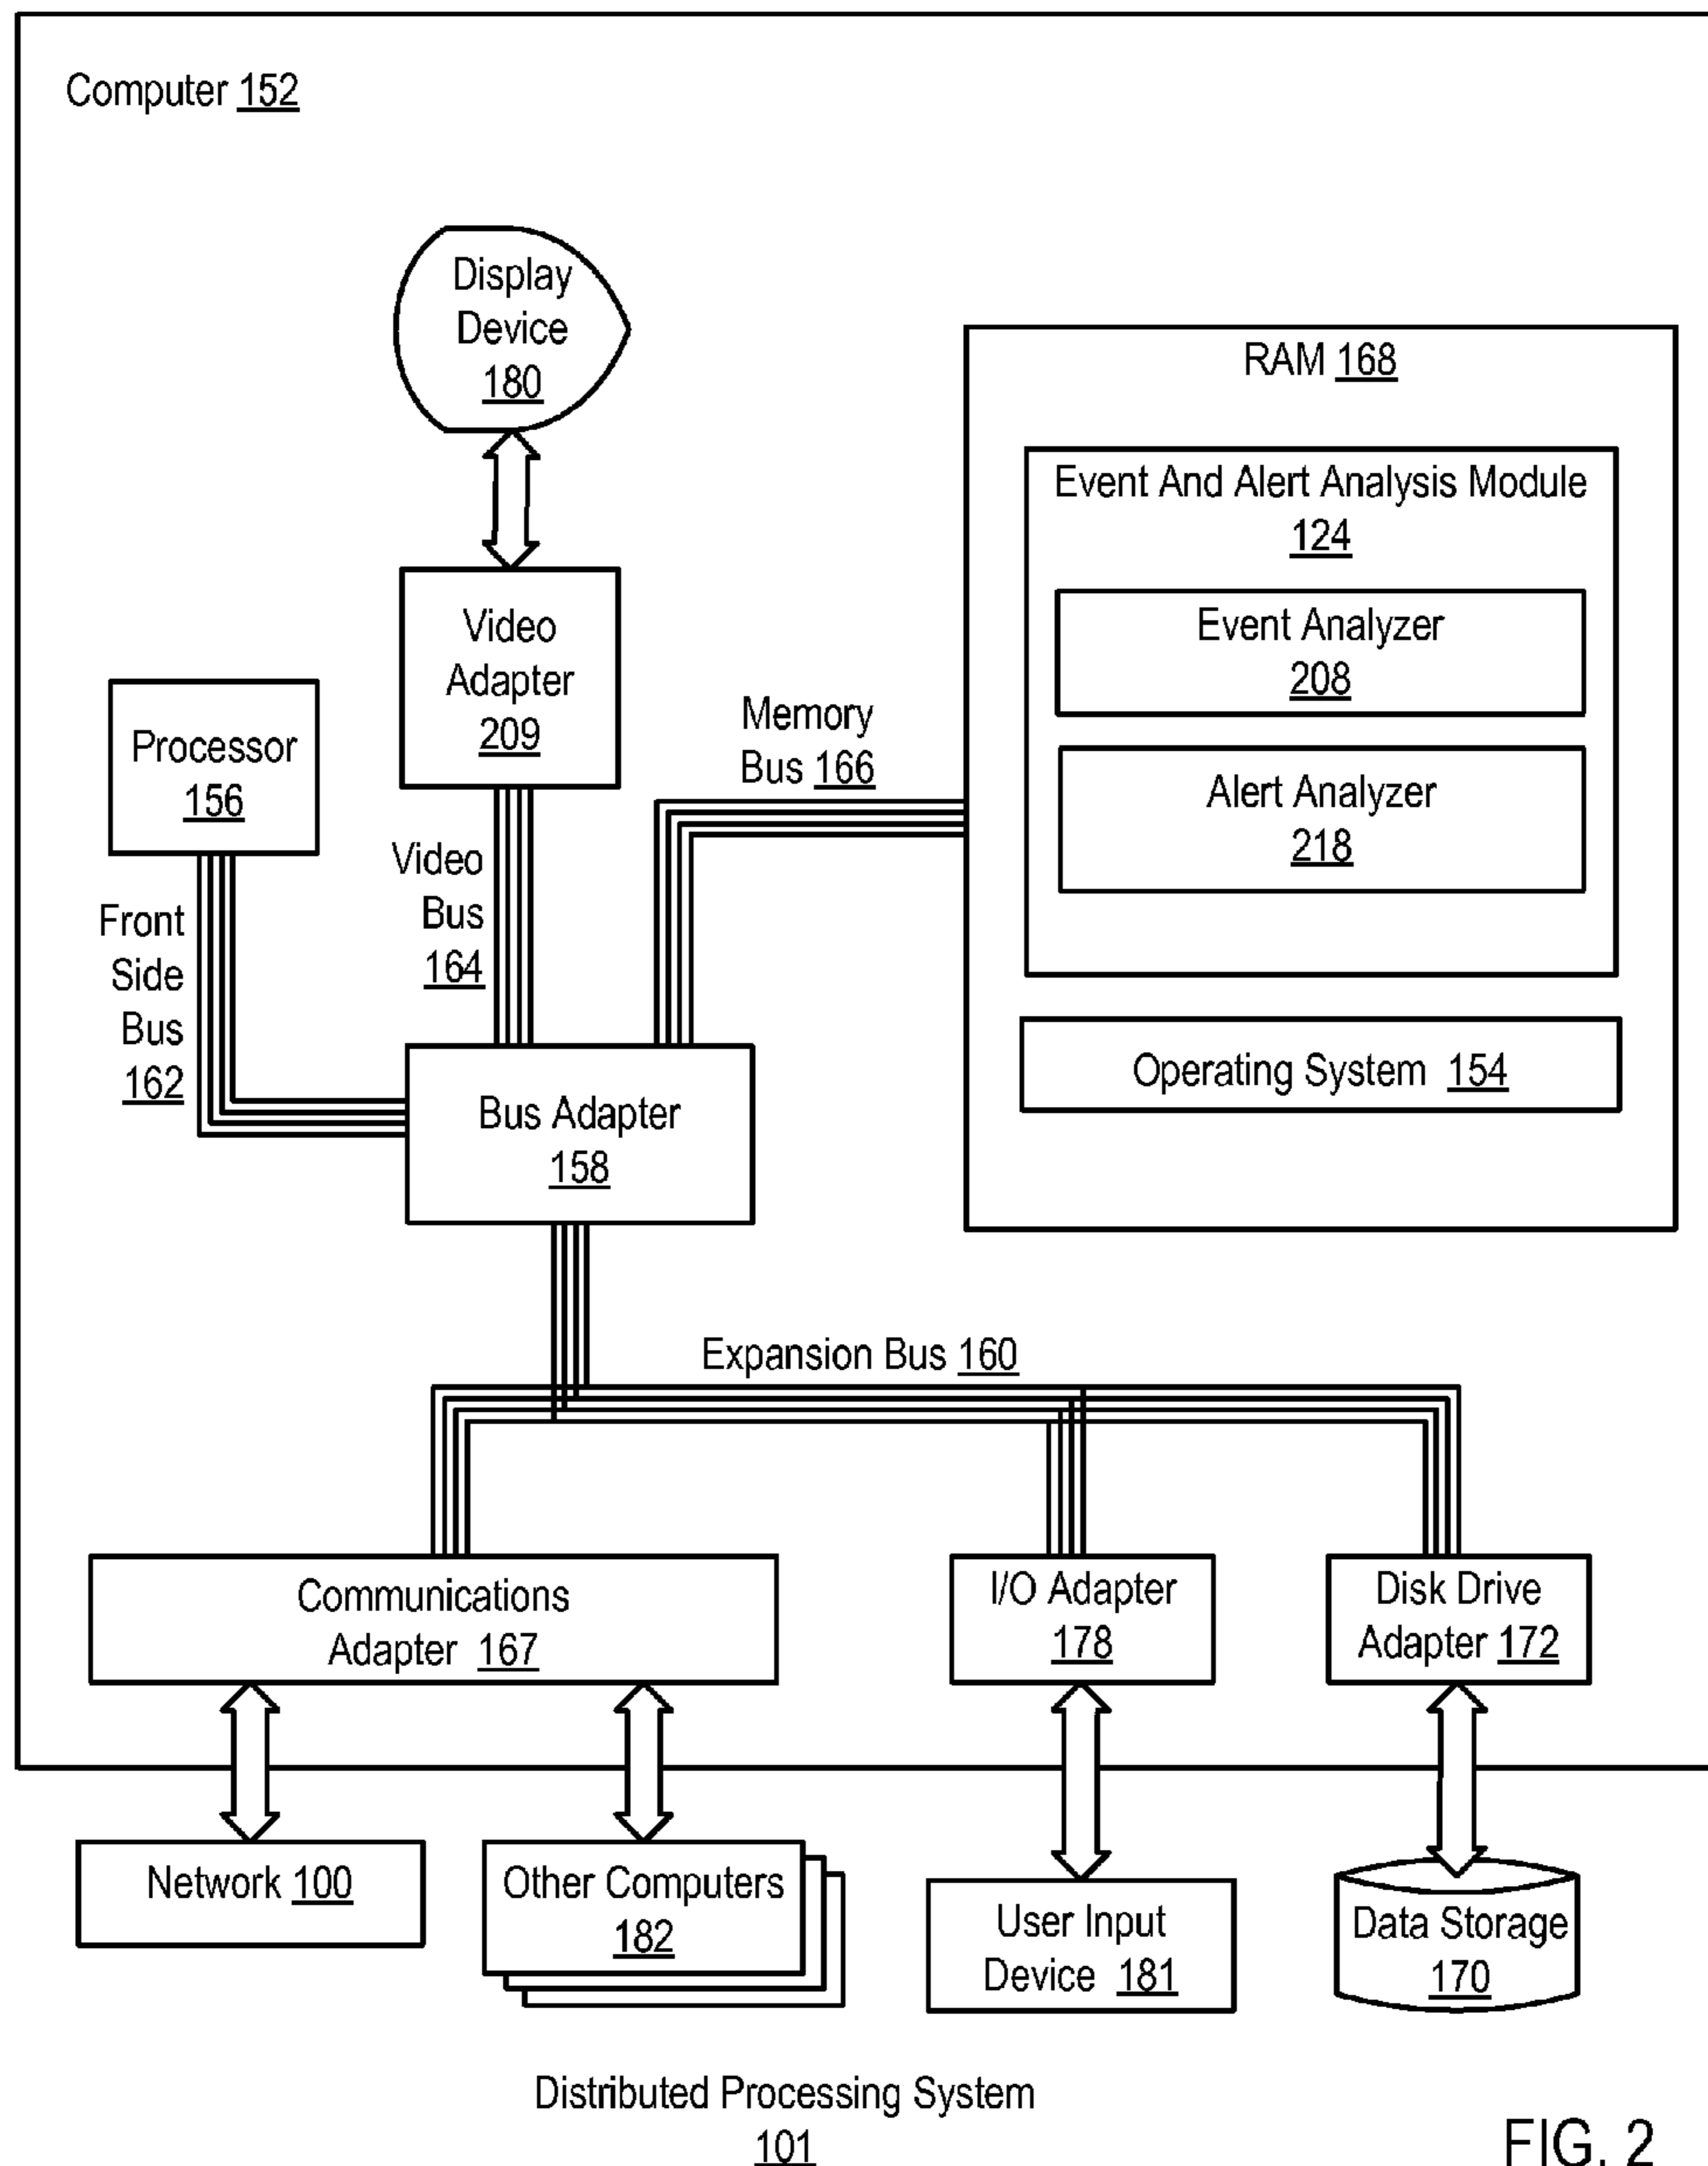 Computer 152
Display
Device
180
RAM 168
Event And Alert Analysis Module
124
Event Analyzer
208
Alert Analyzer
218
Operating System 154
Video
Adapter
209
Processor
156
Memory
Bus 166
Video
Bus
164
Front
Side
Bus
162
Bus Adapter
158
Expansion Bus 160
Communications
Adapter 167
I/O Adapter
178
Disk Drive
Adapter 172
Network 100
Other Computers
182
User Input
Device 181
Data Storage
170
Distributed Processing System
101
FIG. 2